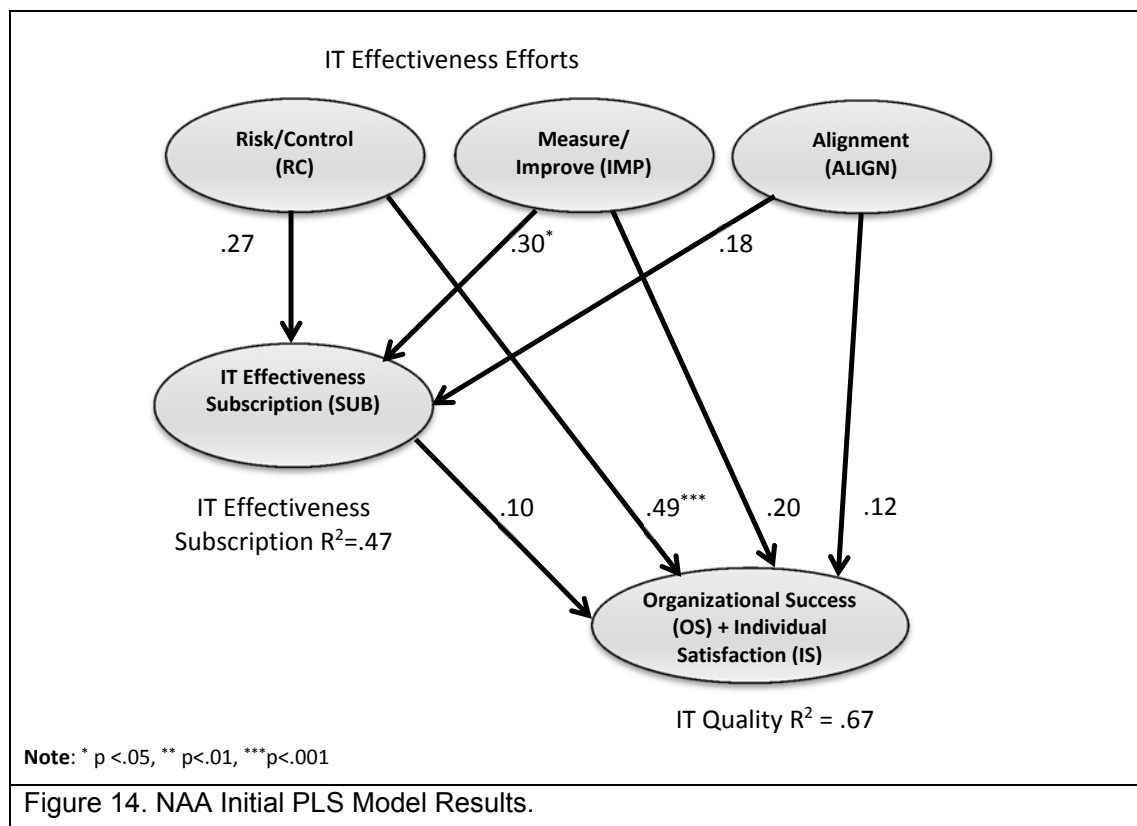 IT Effectiveness Efforts
Risk/Control
(RC)
Measure/
Improve (IMP)
Alignment
(ALIGN)
.27
.30*
.18
IT Effectiveness
Subscription (SUB)
IT Effectiveness
Subscription R²=.47
.10
.49***
.20
.12
Organizational Success
(OS) + Individual
Satisfaction (IS)
IT Quality R² = .67
Note: * p <.05, ** p<.01, ***p<.001
Figure 14. NAA Initial PLS Model Results.